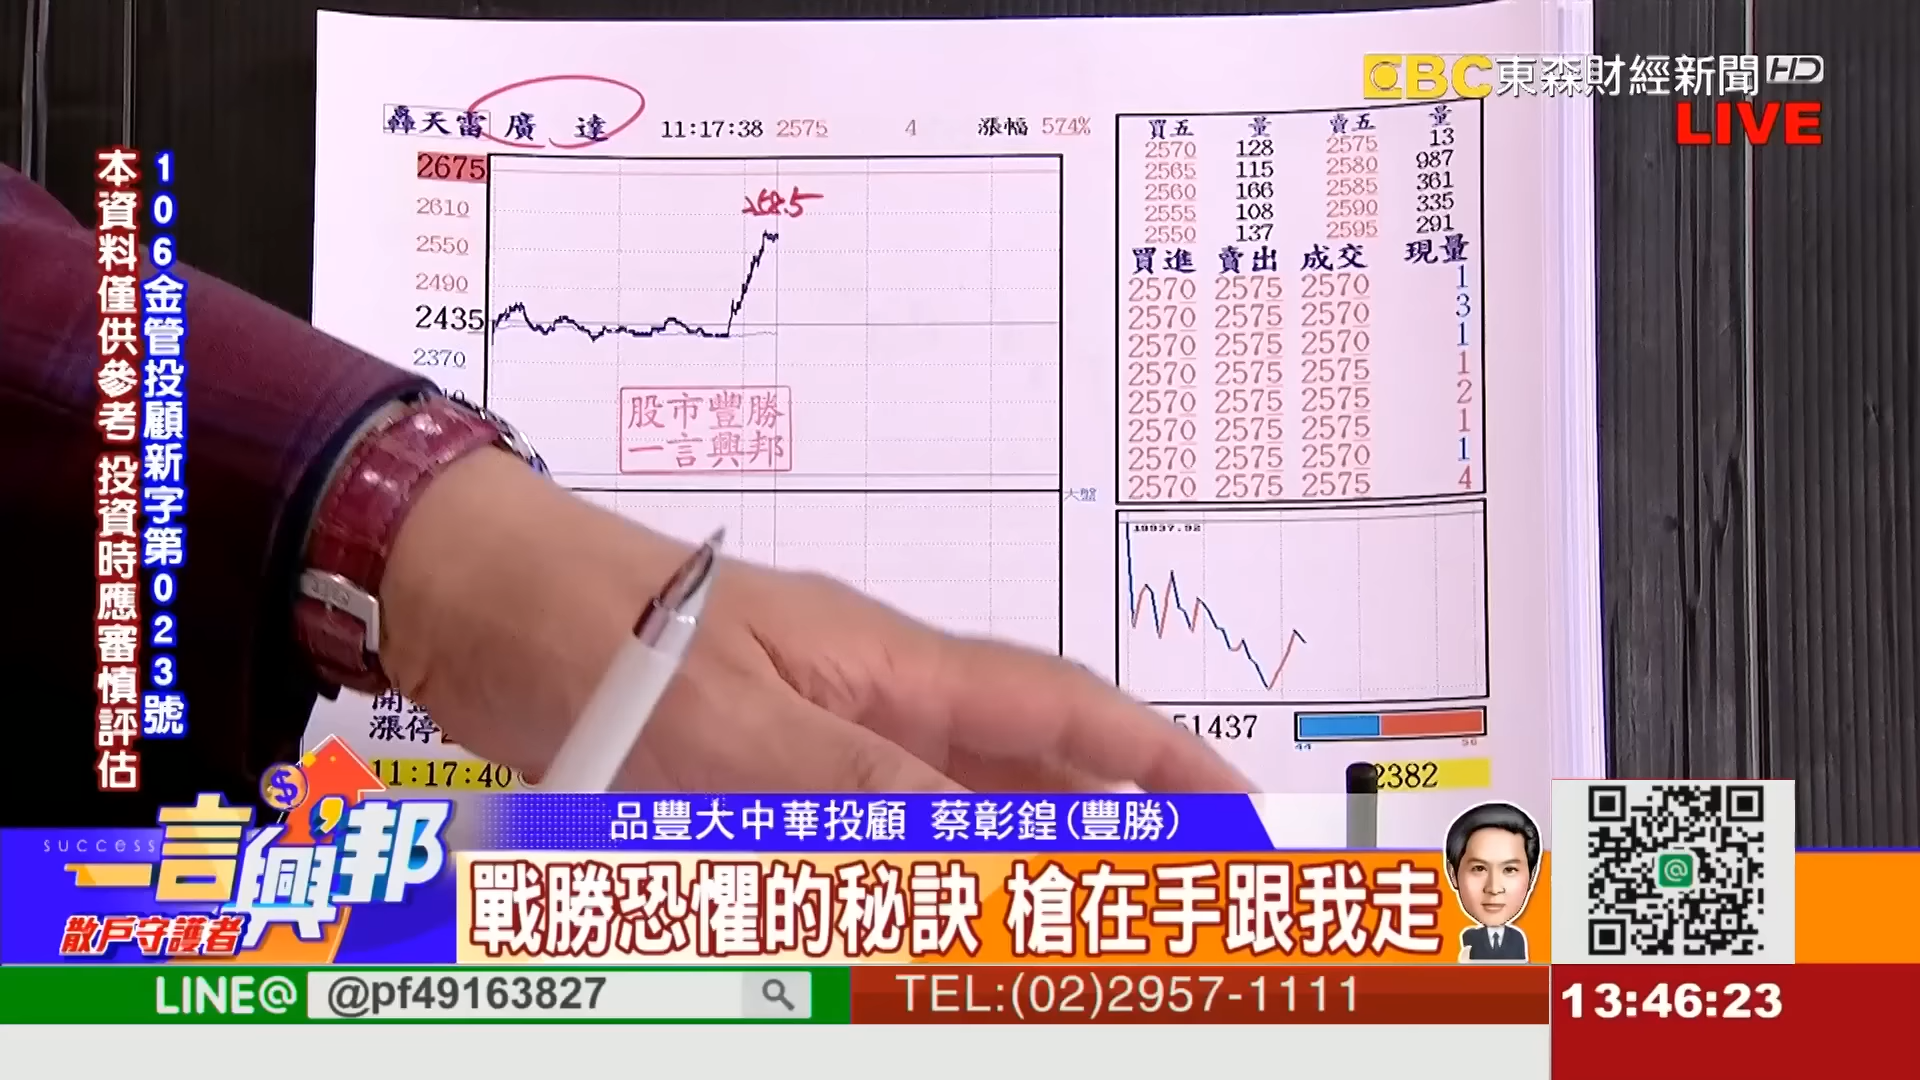 EBC東森財經新聞HD
LIVE
106金管投顧新字第023號
本資料僅供參考 投資時應審慎評估
轟天雷 廣達 11:17:38 2575 4 漲幅 574%
2675
2610
2550
2490
2435
2370
268.5
股市豐勝
一言興邦
大盤
買五 量 賣五 量
2570 128 2575 13
2565 115 2580 987
2560 166 2585 361
2555 108 2590 335
2550 137 2595 291
買進 賣出 成交 現量
2570 2575 2570 1
2570 2575 2570 3
2570 2575 2570 1
2570 2575 2575 1
2570 2575 2575 2
2570 2575 2575 1
2570 2575 2570 1
2570 2575 2575 4
10937.92
漲停
51437
44
56
11:17:40
2382
success
一言興邦
散戶守護者
品豐大中華投顧 蔡彰鍠(豐勝)
戰勝恐懼的秘訣 槍在手跟我走
LINE@ @pf49163827
TEL:(02)2957-1111
13:46:23